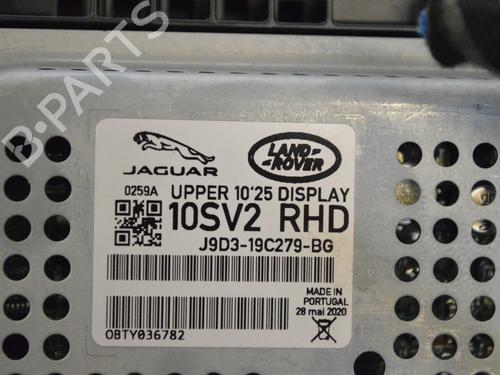 B-PARTS
JAGUAR
LAND-
ROVER
0259A UPPER 10'25 DISPLAY
10SV2 RHD
J9D3-19C279-BG
MADE IN
PORTUGAL
28 mai 2020
OBTY036782